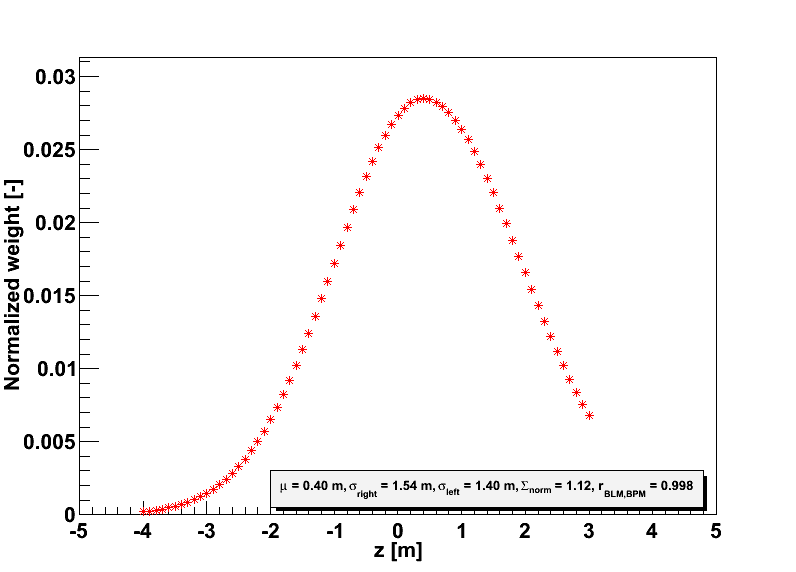 Normalized weight [-]
0.03
0.025
0.02
0.015
0.01
0.005
0
μ = 0.40 m, σright = 1.54 m, σleft = 1.40 m, Σnorm = 1.12, rBLM,BPM = 0.998
-5 -4 -3 -2 -1 0 1 2 3 4 5
z [m]